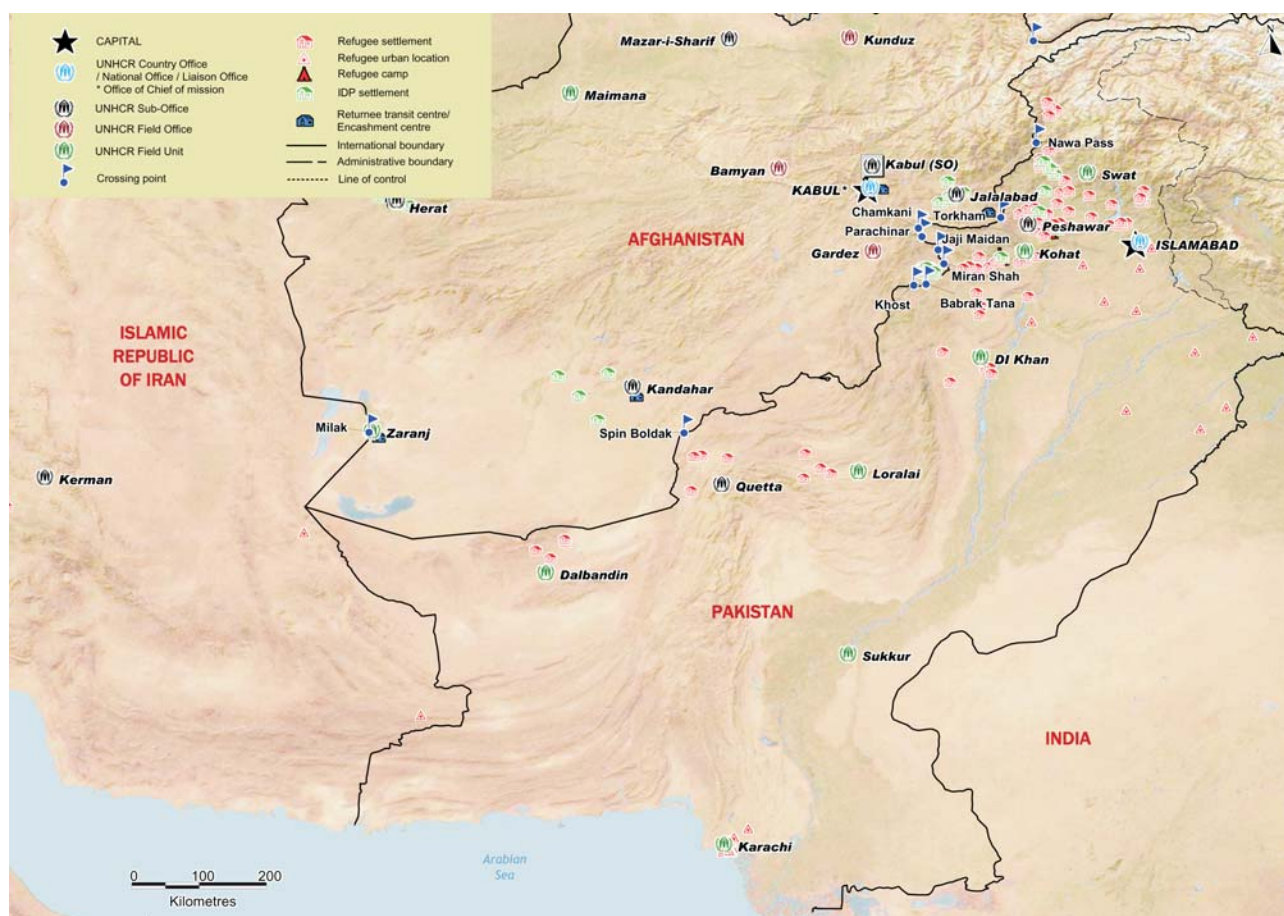 CAPITAL
UNHCR Country Office
/ National Office / Liaison Office
* Office of Chief of mission
UNHCR Sub-Office
UNHCR Field Office
UNHCR Field Unit
Crossing point
Refugee settlement
Refugee urban location
Refugee camp
IDP settlement
Returnee transit centre/
Encashment centre
International boundary
Administrative boundary
Line of control
Mazar-i-Sharif
Kunduz
Maimana
Nawa Pass
Bamyan
Kabul (SO)
KABUL*
Swat
Herat
Jalalabad
Chamkani
Torkham
Parachinar
Peshawar
AFGHANISTAN
Jaji Maidan
ISLAMABAD
Gardez
Kohat
Miran Shah
Khost
Babrak Tana
ISLAMIC
REPUBLIC
OF IRAN
DI Khan
Kandahar
Milak
Zaranj
Spin Boldak
Kerman
Quetta
Loralai
Dalbandin
PAKISTAN
Sukkur
INDIA
Karachi
Arabian
Sea
0 100 200
Kilometres
N